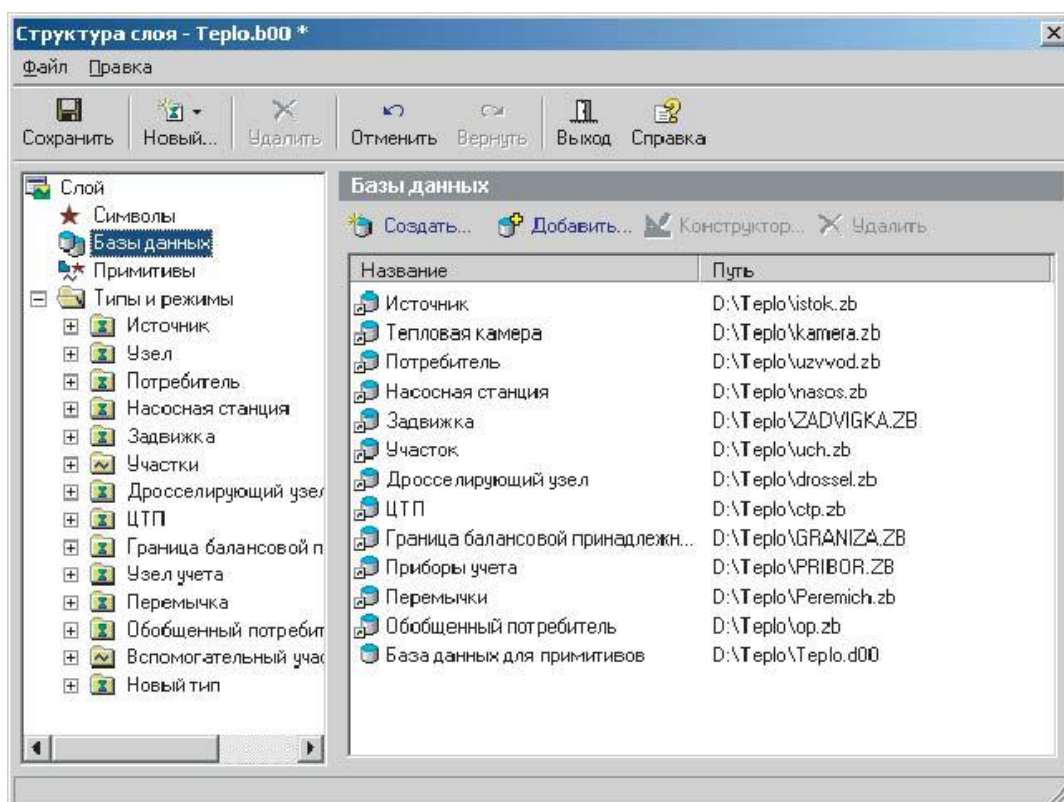 Структура слоя - Teplo.b00 *
Файл Правка
Сохранить Новый... Удалить Отменить Вернуть Выход Справка
Слой
Символы
Базы данных
Примитивы
Типы и режимы
Источник
Узел
Потребитель
Насосная станция
Задвижка
Участки
Дросселирующий узел
ЦТП
Граница балансовой п
Узел учета
Перемычка
Обобщенный потребит
Вспомогательный учас
Новый тип
Базы данных
Создать... Добавить... Конструктор... Удалить
Название Путь
Источник D:\Teplo\istok.zb
Тепловая камера D:\Teplo\kamera.zb
Потребитель D:\Teplo\uzvvod.zb
Насосная станция D:\Teplo\nasos.zb
Задвижка D:\Teplo\ZADVIGKA.ZB
Участок D:\Teplo\uch.zb
Дросселирующий узел D:\Teplo\drossel.zb
ЦТП D:\Teplo\ctp.zb
Граница балансовой принадлежн... D:\Teplo\GRANIZA.ZB
Приборы учета D:\Teplo\PRIBOR.ZB
Перемычки D:\Teplo\Peremich.zb
Обобщенный потребитель D:\Teplo\op.zb
База данных для примитивов D:\Teplo\Teplo.d00